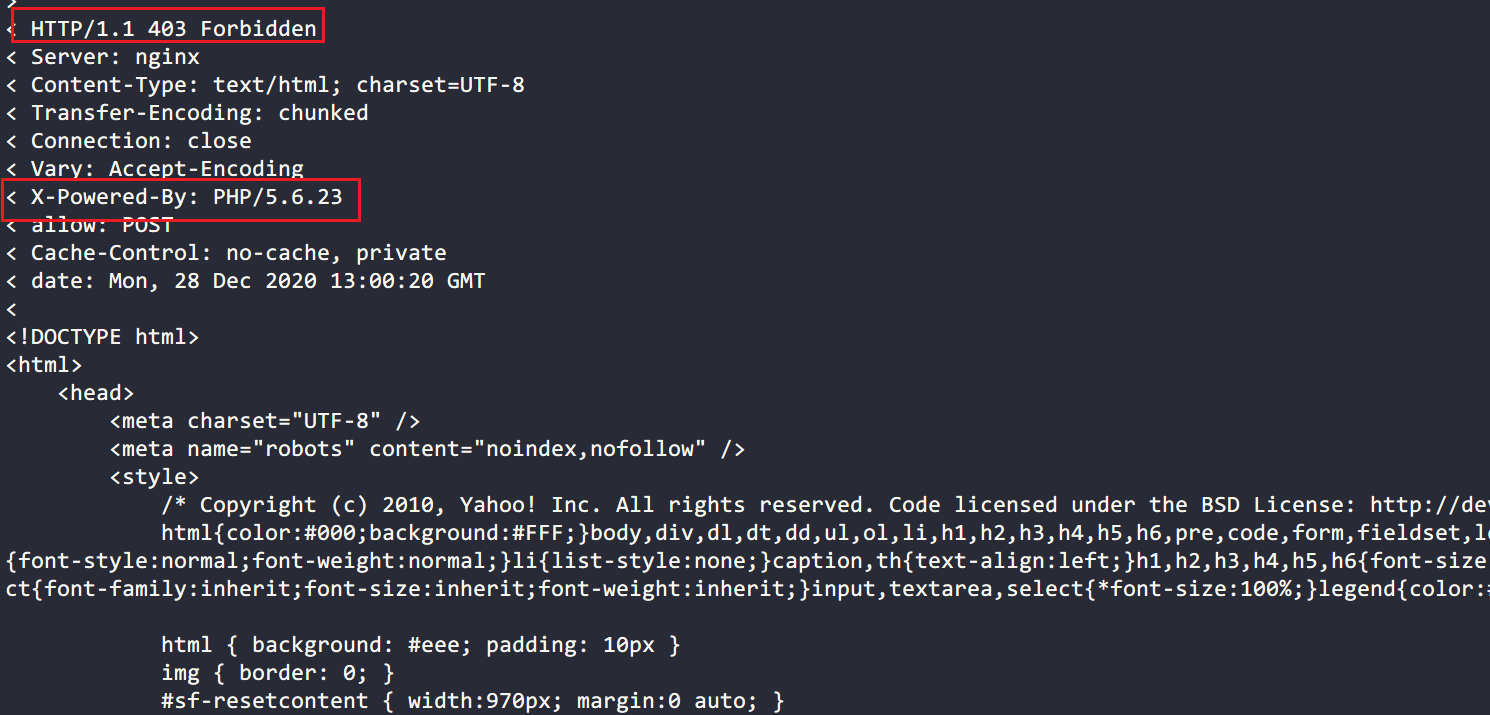 >
< HTTP/1.1 403 Forbidden
< Server: nginx
< Content-Type: text/html; charset=UTF-8
< Transfer-Encoding: chunked
< Connection: close
< Vary: Accept-Encoding
< X-Powered-By: PHP/5.6.23
< allow: POST
< Cache-Control: no-cache, private
< date: Mon, 28 Dec 2020 13:00:20 GMT
<
<!DOCTYPE html>
<html>
    <head>
        <meta charset="UTF-8" />
        <meta name="robots" content="noindex,nofollow" />
        <style>
            /* Copyright (c) 2010, Yahoo! Inc. All rights reserved. Code licensed under the BSD License: http://dev
            html{color:#000;background:#FFF;}body,div,dl,dt,dd,ul,ol,li,h1,h2,h3,h4,h5,h6,pre,code,form,fieldset,le
{font-style:normal;font-weight:normal;}li{list-style:none;}caption,th{text-align:left;}h1,h2,h3,h4,h5,h6{font-size
ct{font-family:inherit;font-size:inherit;font-weight:inherit;}input,textarea,select{*font-size:100%;}legend{color:#
            html { background: #eee; padding: 10px }
            img { border: 0; }
            #sf-resetcontent { width:970px; margin:0 auto; }